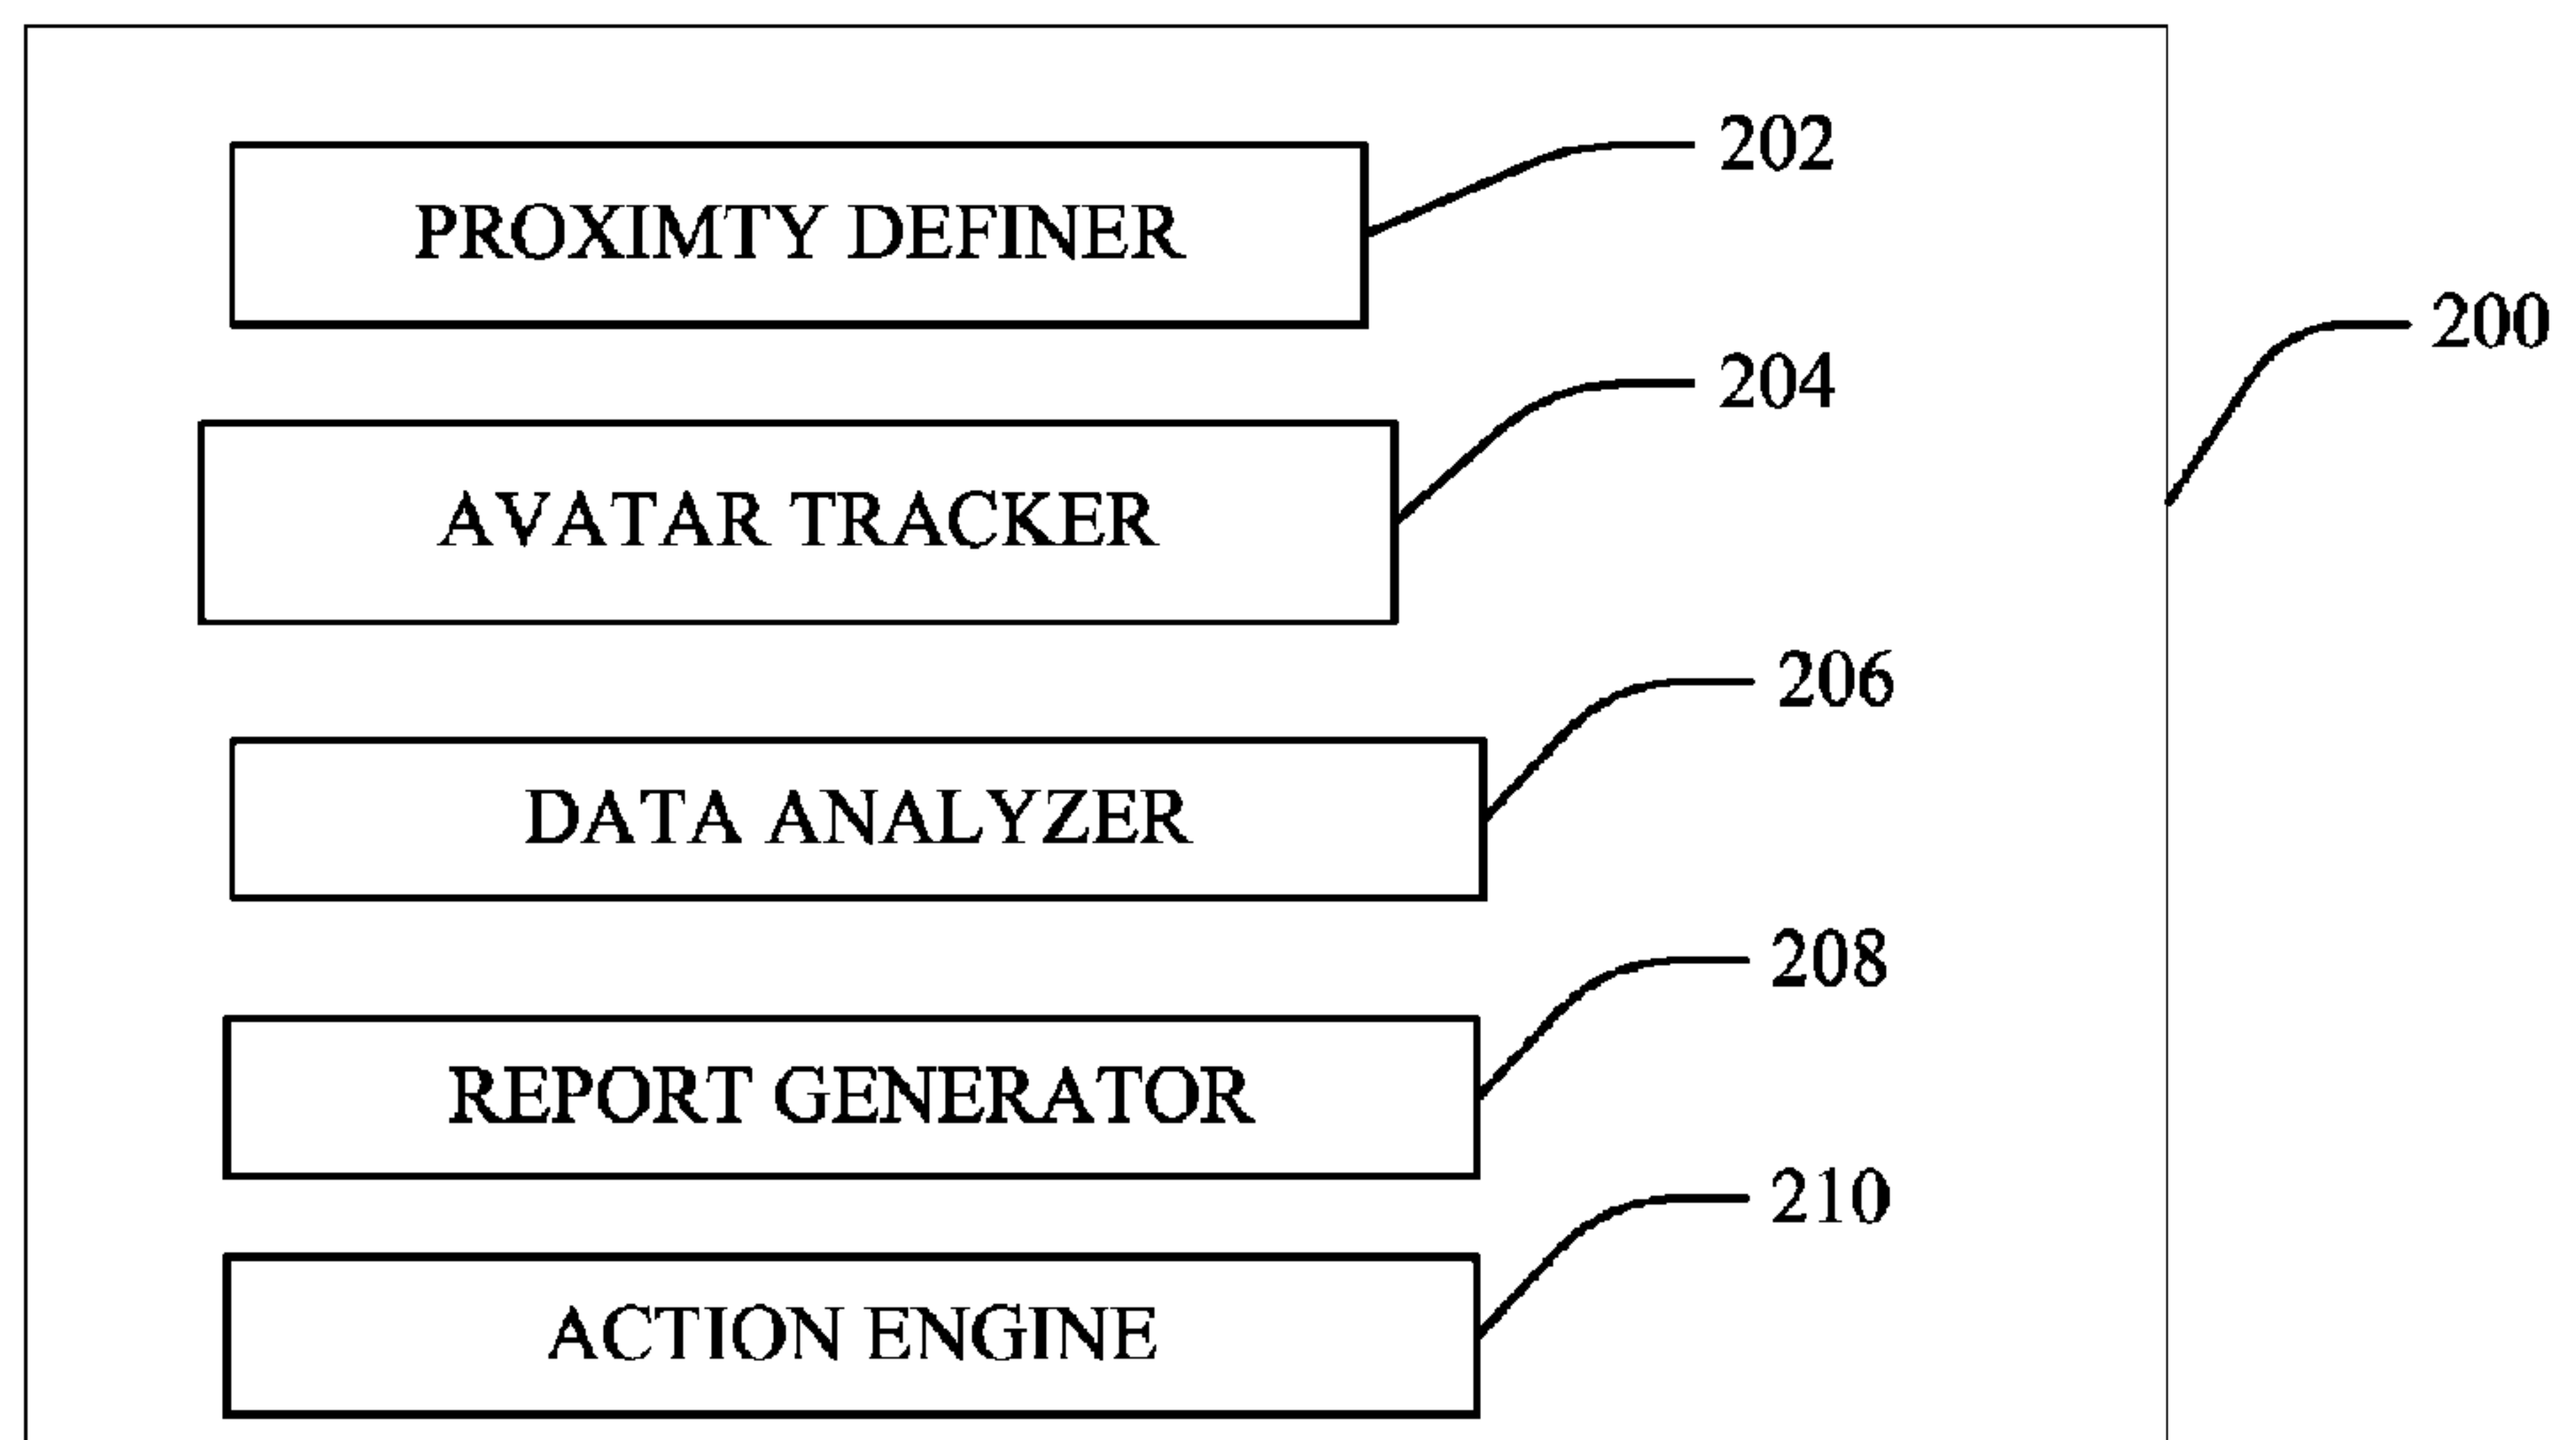 PROXIMTY DEFINER
202
200
AVATAR TRACKER
204
DATA ANALYZER
206
REPORT GENERATOR
208
ACTION ENGINE
210